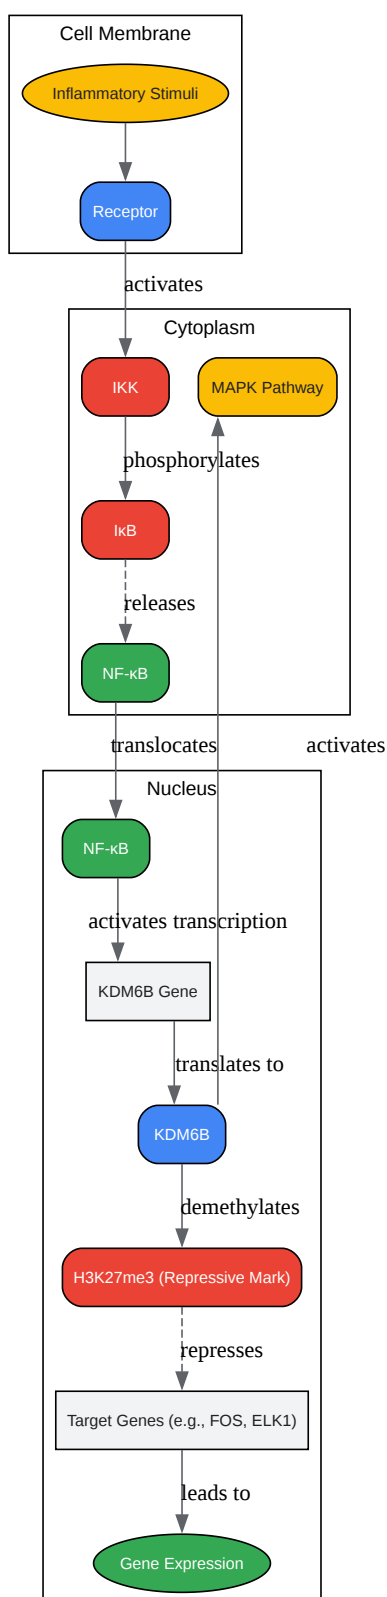 Cell Membrane
Inflammatory Stimuli
Receptor
activates
Cytoplasm
IKK
MAPK Pathway
phosphorylates
IκB
releases
NF-κB
translocates
activates
Nucleus
NF-κB
activates transcription
KDM6B Gene
translates to
KDM6B
demethylates
H3K27me3 (Repressive Mark)
represses
Target Genes (e.g., FOS, ELK1)
leads to
Gene Expression